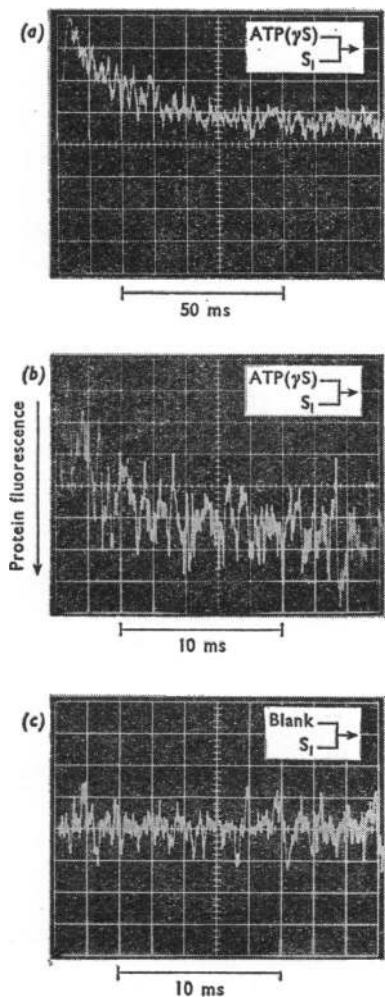 (a)
ATP(γS)
S₁
50 ms
(b)
ATP(γS)
S₁
Protein fluorescence
10 ms
(c)
Blank
S₁
10 ms